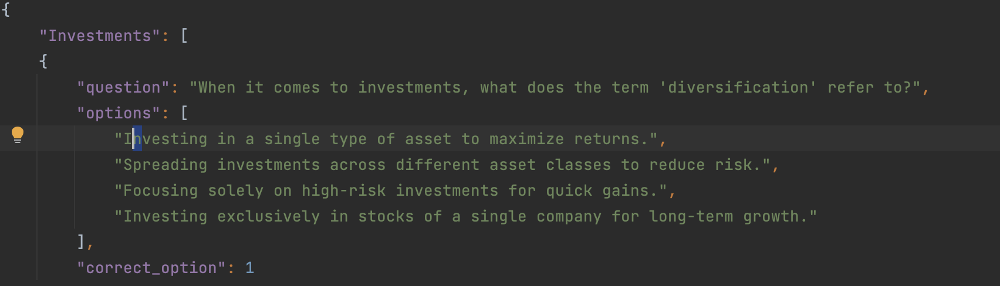 {
"Investments": [
{
"question": "When it comes to investments, what does the term 'diversification' refer to?",
"options": [
"Investing in a single type of asset to maximize returns.",
"Spreading investments across different asset classes to reduce risk.",
"Focusing solely on high-risk investments for quick gains.",
"Investing exclusively in stocks of a single company for long-term growth."
],
"correct_option": 1